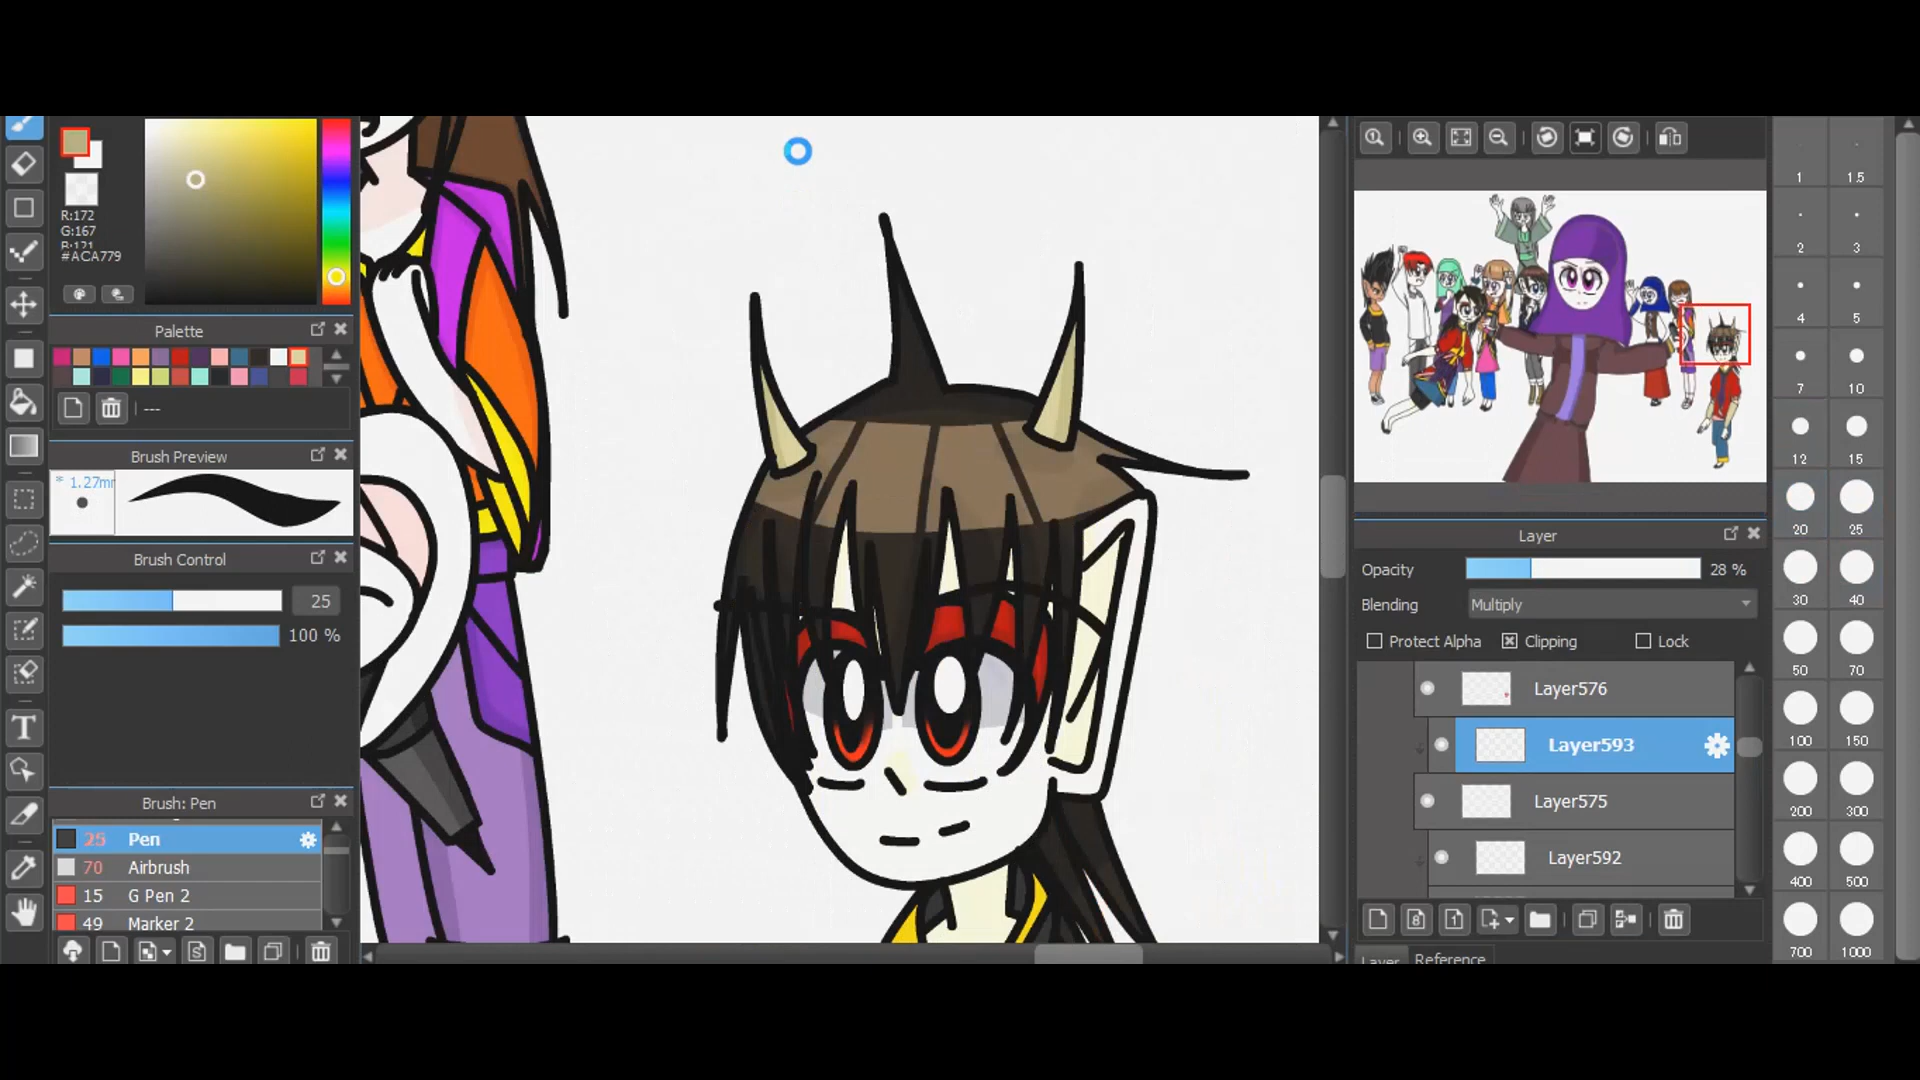 R:172
G:167
B:121
#ACA779
Palette
---
Brush Preview
* 1.27mm
Brush Control
25
100 %
Brush: Pen
25 Pen
70 Airbrush
15 G Pen 2
49 Marker 2
Layer
Opacity 28 %
Blending Multiply
Protect Alpha Clipping Lock
Layer576
Layer593
Layer575
Layer592
Layer Reference
1 1.5
2 3
4 5
7 10
12 15
20 25
30 40
50 70
100 150
200 300
400 500
700 1000